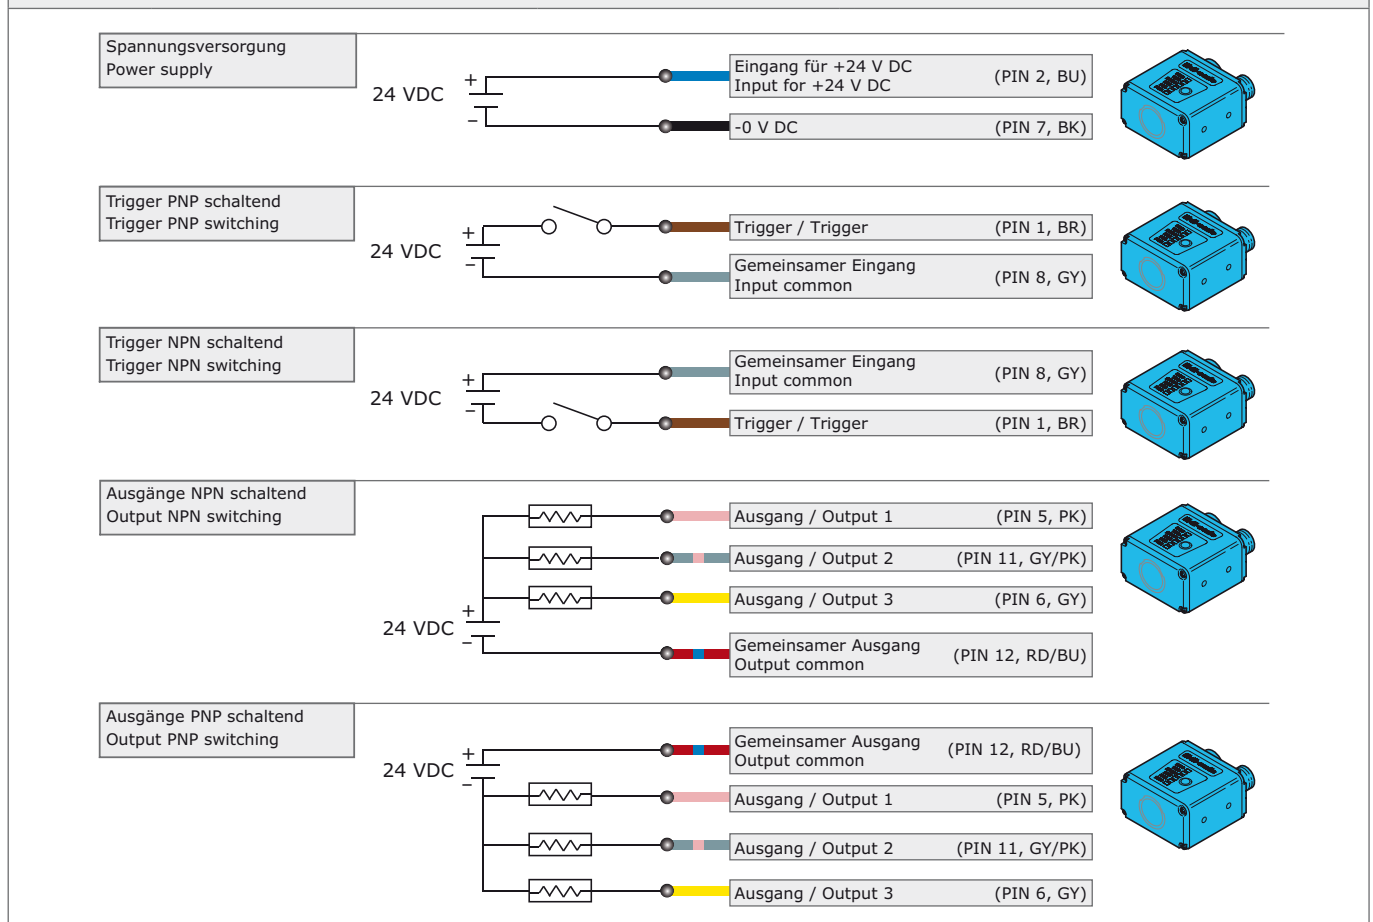 Spannungsversorgung
Power supply
24 VDC
+
−
Eingang für +24 V DC
Input for +24 V DC
(PIN 2, BU)
-0 V DC
(PIN 7, BK)
Trigger PNP schaltend
Trigger PNP switching
24 VDC
+
−
Trigger / Trigger
(PIN 1, BR)
Gemeinsamer Eingang
Input common
(PIN 8, GY)
Trigger NPN schaltend
Trigger NPN switching
24 VDC
+
−
Gemeinsamer Eingang
Input common
(PIN 8, GY)
Trigger / Trigger
(PIN 1, BR)
Ausgänge NPN schaltend
Output NPN switching
24 VDC
+
−
Ausgang / Output 1
(PIN 5, PK)
Ausgang / Output 2
(PIN 11, GY/PK)
Ausgang / Output 3
(PIN 6, GY)
Gemeinsamer Ausgang
Output common
(PIN 12, RD/BU)
Ausgänge PNP schaltend
Output PNP switching
24 VDC
+
−
Gemeinsamer Ausgang
Output common
(PIN 12, RD/BU)
Ausgang / Output 1
(PIN 5, PK)
Ausgang / Output 2
(PIN 11, GY/PK)
Ausgang / Output 3
(PIN 6, GY)